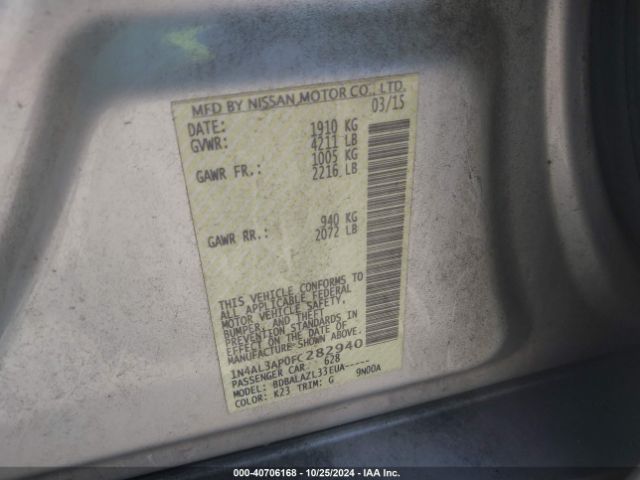 MFD BY NISSAN MOTOR CO., LTD.
DATE: 03/15
GVWR: 1910 KG
4211 LB
GAWR FR.: 1005 KG
2216 LB
GAWR RR.: 940 KG
2072 LB
THIS VEHICLE CONFORMS TO
ALL APPLICABLE FEDERAL
MOTOR VEHICLE SAFETY,
BUMPER, AND THEFT
PREVENTION STANDARDS IN
EFFECT ON THE DATE OF
MANUFACTURE SHOWN ABOVE.
1N4AL3AP0FC282940
PASSENGER CAR 628
MODEL: BDBALAZL33EUA-----
COLOR: K23 TRIM: G 9N00A
000-40706168 - 10/25/2024 - IAA Inc.